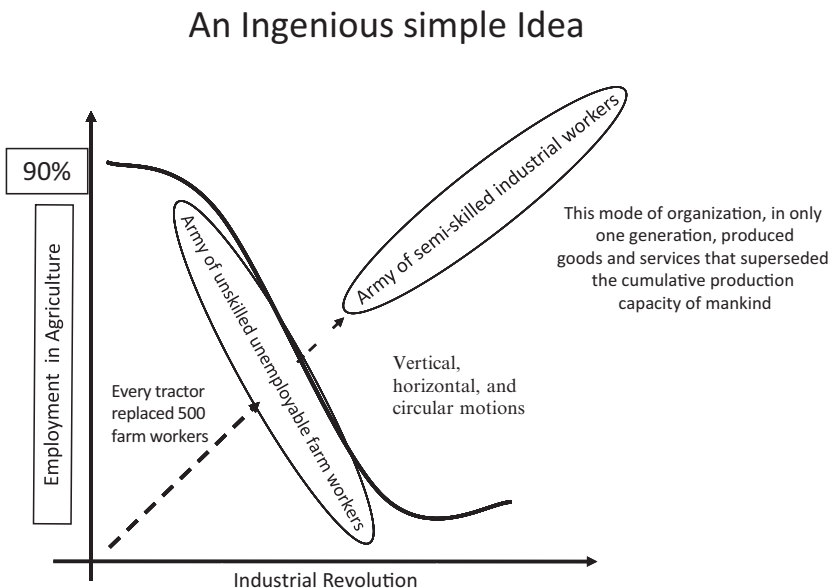 An Ingenious simple Idea
90%
Employment in Agriculture
Army of unskilled unemployable farm workers
Army of semi-skilled industrial workers
This mode of organization, in only
one generation, produced
goods and services that superseded
the cumulative production
capacity of mankind
Every tractor
replaced 500
farm workers
Vertical,
horizontal, and
circular motions
Industrial Revolution